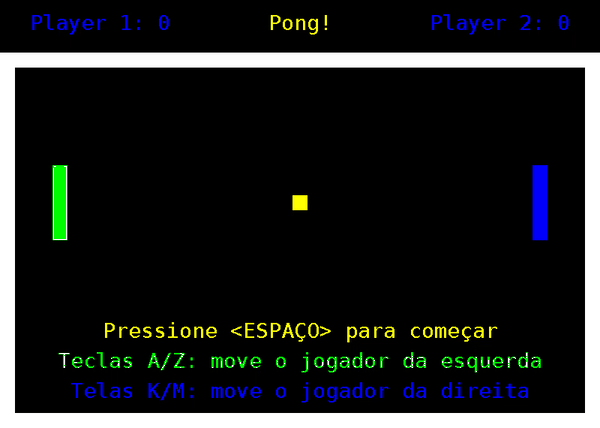 Player 1: 0 Pong! Player 2: 0
Pressione <ESPAÇO> para começar
Teclas A/Z: move o jogador da esquerda
Telas K/M: move o jogador da direita